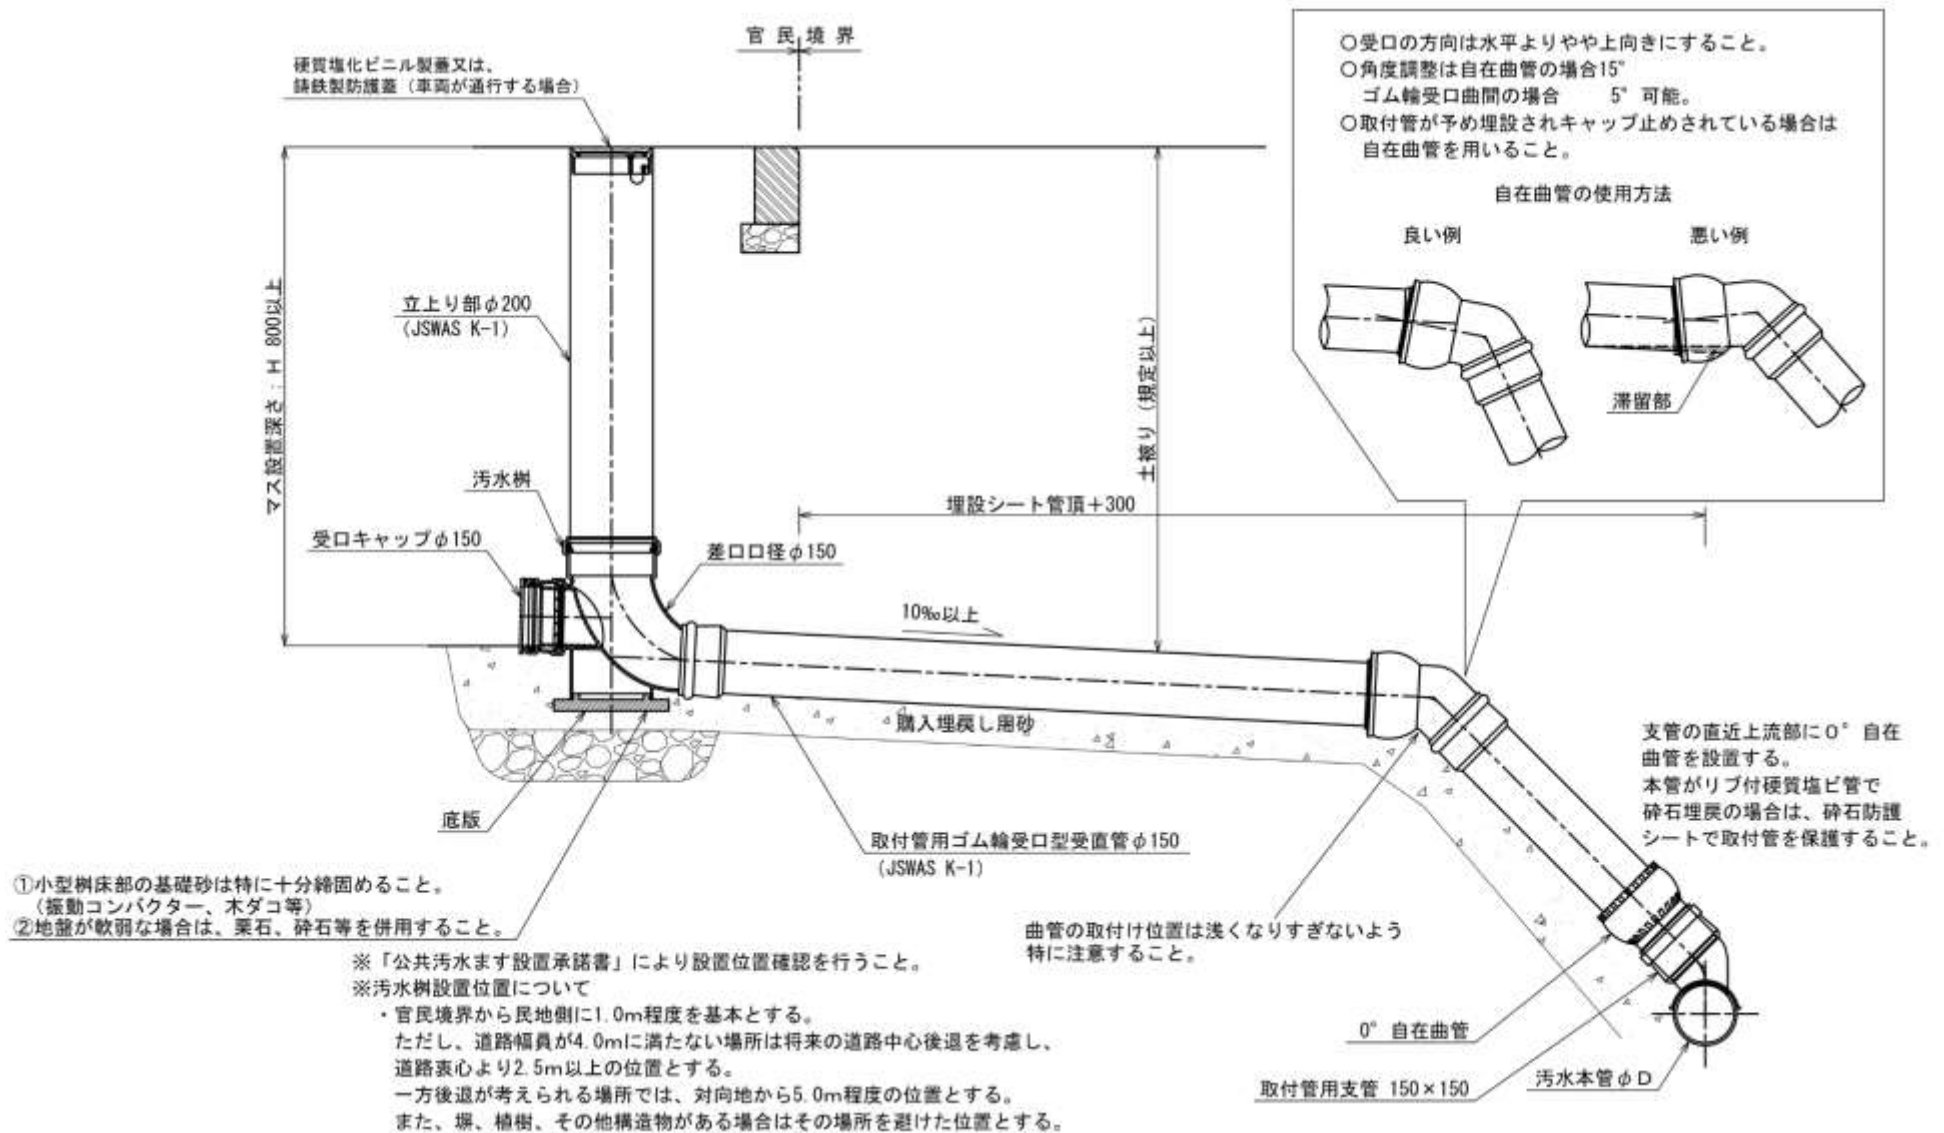 官民境界
硬質塩化ビニル製蓋又は、
鋳鉄製防護蓋（車両が通行する場合）
○受口の方向は水平よりやや上向きにすること。
○角度調整は自在曲管の場合15°
ゴム輪受口曲間の場合　5°可能。
○取付管が予め埋設されキャップ止めされている場合は
自在曲管を用いること。
自在曲管の使用方法
良い例
悪い例
滞留部
マス設置深さ：H 800以上
立上り部φ200
(JSWAS K-1)
土被り（規定以上）
汚水桝
埋設シート管頂＋300
受口キャップφ150
差口口径φ150
10‰以上
購入埋戻し用砂
支管の直近上流部に0°自在
曲管を設置する。
本管がリブ付硬質塩ビ管で
砕石埋戻の場合は、砕石防護
シートで取付管を保護すること。
底版
取付管用ゴム輪受口型受直管φ150
(JSWAS K-1)
①小型桝床部の基礎砂は特に十分締固めること。
（振動コンパクター、木ダコ等）
②地盤が軟弱な場合は、栗石、砕石等を併用すること。
曲管の取付け位置は浅くなりすぎないよう
特に注意すること。
※「公共汚水ます設置承諾書」により設置位置確認を行うこと。
※汚水桝設置位置について
・官民境界から民地側に1.0m程度を基本とする。
ただし、道路幅員が4.0mに満たない場所は将来の道路中心後退を考慮し、
道路裏心より2.5m以上の位置とする。
一方後退が考えられる場所では、対向地から5.0m程度の位置とする。
また、塀、植樹、その他構造物がある場合はその場所を避けた位置とする。
0°自在曲管
取付管用支管 150×150
汚水本管φD